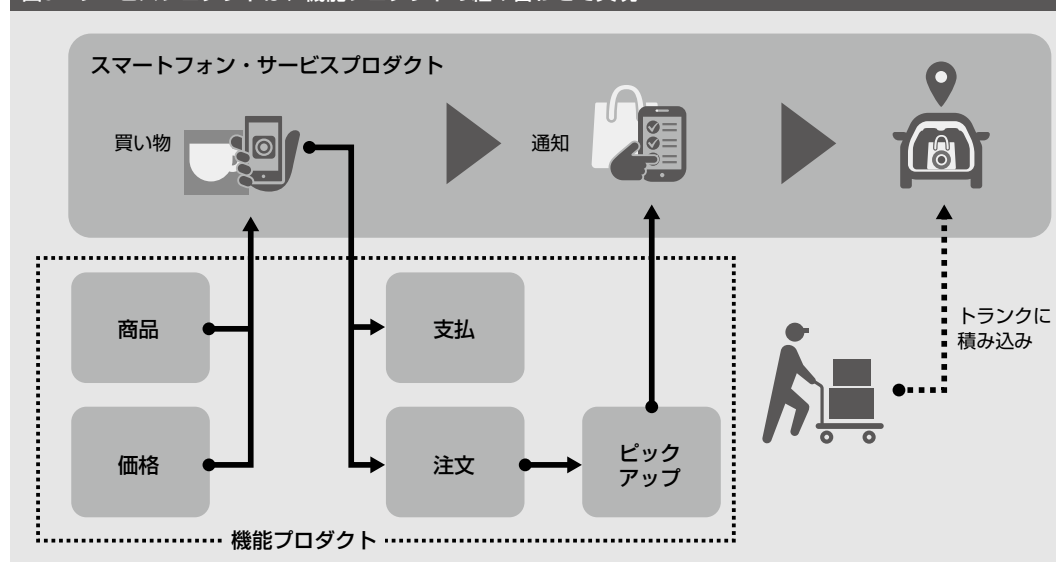 スマートフォン・サービスプロダクト
買い物
通知
商品
支払
トランクに
積み込み
価格
注文
ピック
アップ
機能プロダクト